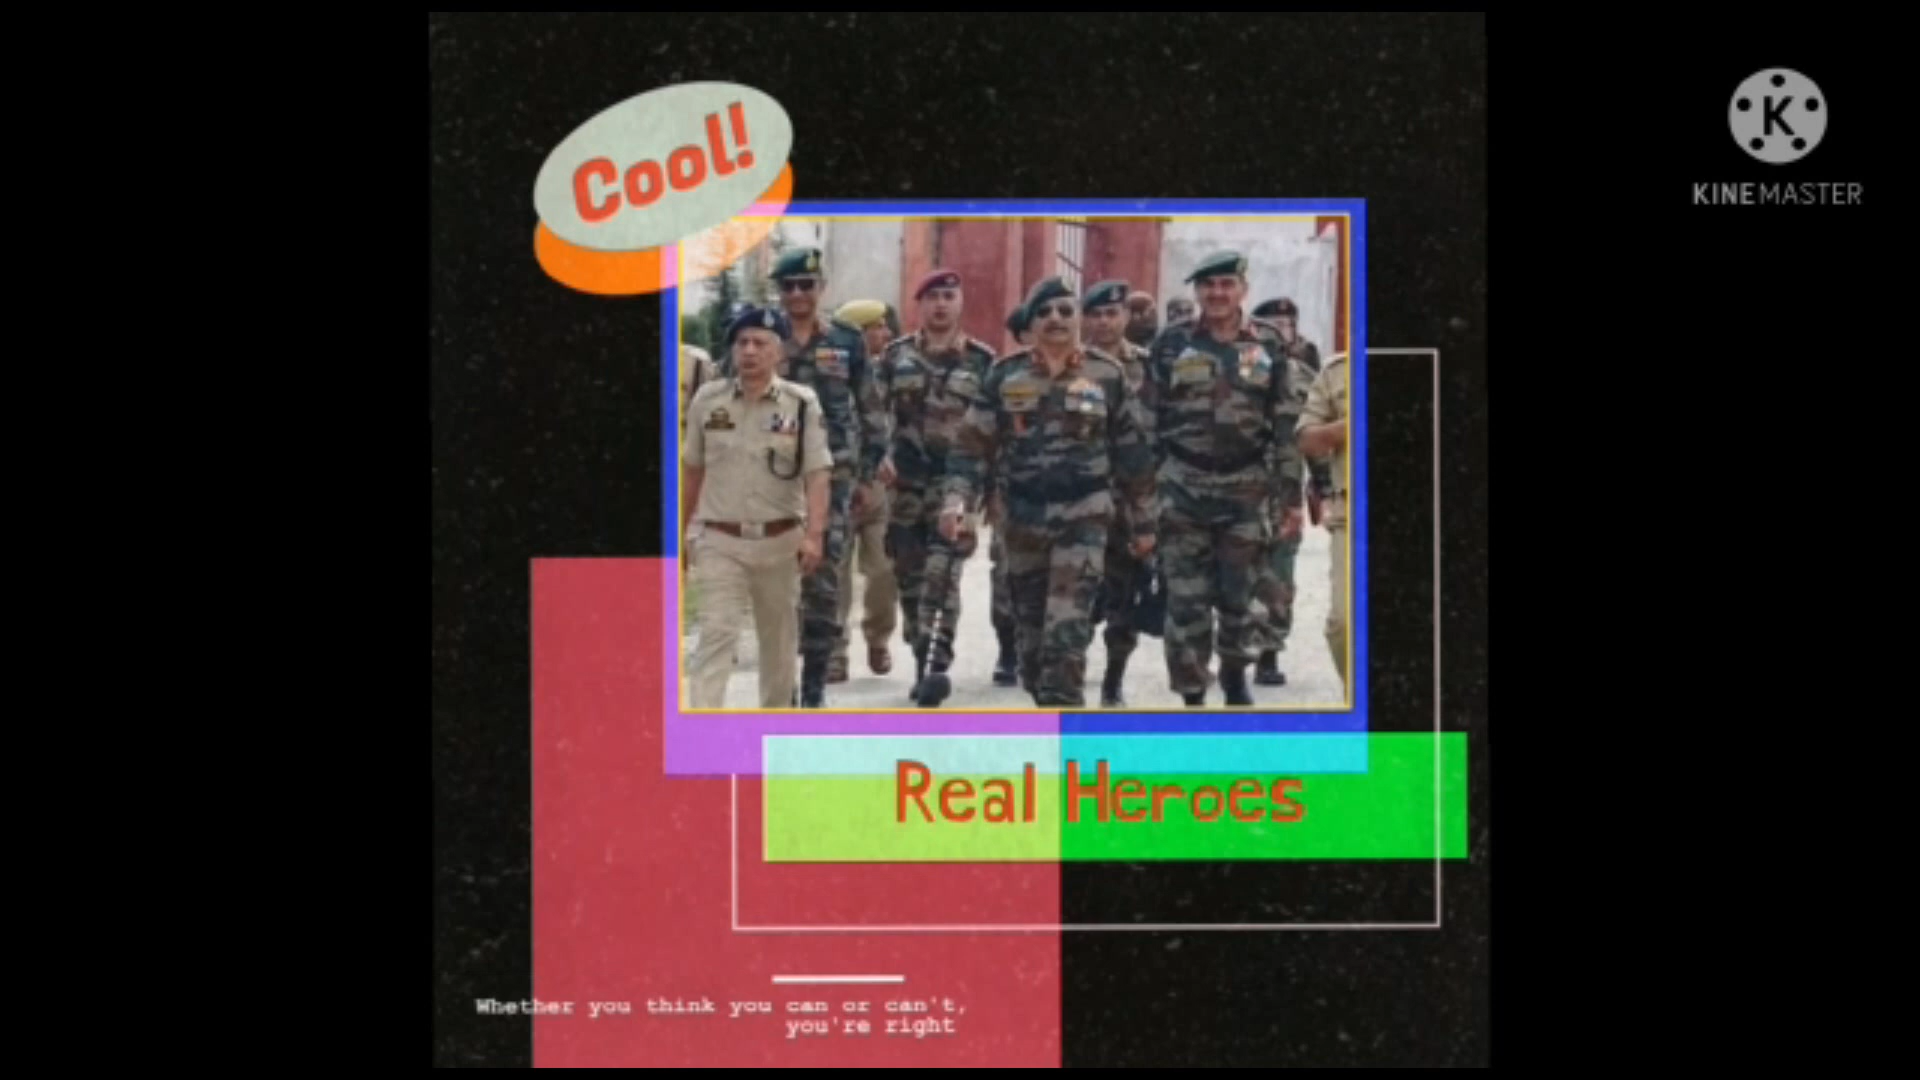 Cool!
K
KINEMASTER
Real Heroes
Whether you think you can or can't,
you're right